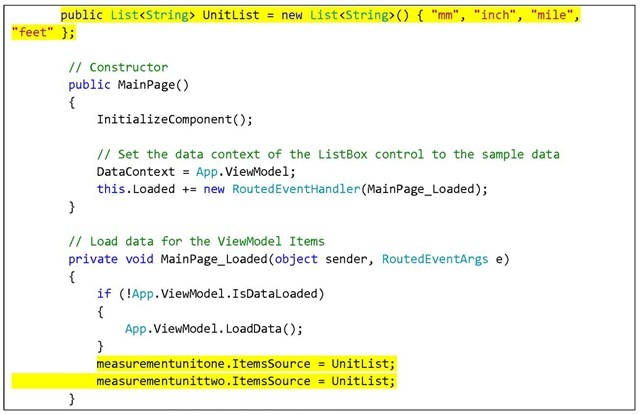 public List<String> UnitList = new List<String>() { "mm", "inch", "mile",
"feet" };
// Constructor
public MainPage()
{
InitializeComponent();
// Set the data context of the ListBox control to the sample data
DataContext = App.ViewModel;
this.Loaded += new RoutedEventHandler(MainPage_Loaded);
}
// Load data for the ViewModel Items
private void MainPage_Loaded(object sender, RoutedEventArgs e)
{
if (!App.ViewModel.IsDataLoaded)
{
App.ViewModel.LoadData();
}
measurementunitone.ItemsSource = UnitList;
measurementunittwo.ItemsSource = UnitList;
}